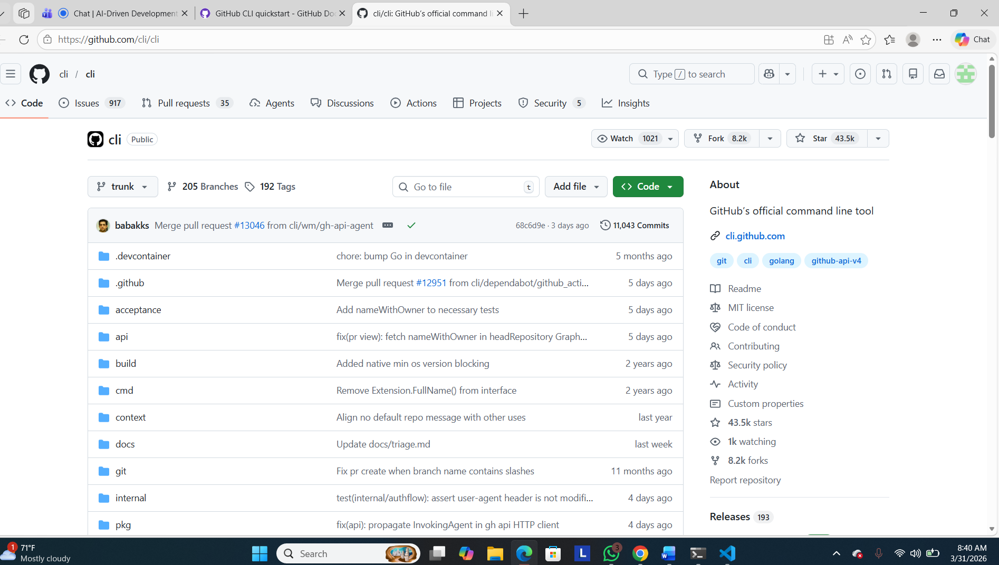 Chat | AI-Driven Development
GitHub CLI quickstart - GitHub Do
cli/cli: GitHub's official command li
https://github.com/cli/cli
Chat
cli / cli
Type / to search
Code
Issues 917
Pull requests 35
Agents
Discussions
Actions
Projects
Security 5
Insights
cli Public
Watch 1021
Fork 8.2k
Star 43.5k
trunk
205 Branches
192 Tags
Go to file t
Add file
Code
babakks Merge pull request #13046 from cli/wm/gh-api-agent
68c6d9e · 3 days ago
11,043 Commits
.devcontainer chore: bump Go in devcontainer 5 months ago
.github Merge pull request #12951 from cli/dependabot/github_acti... 5 days ago
acceptance Add nameWithOwner to necessary tests 5 days ago
api fix(pr view): fetch nameWithOwner in headRepository Graph... 5 days ago
build Added native min os version blocking 2 years ago
cmd Remove Extension.FullName() from interface 2 years ago
context Align no default repo message with other uses last year
docs Update docs/triage.md last week
git Fix pr create when branch name contains slashes 11 months ago
internal test(internal/authflow): assert user-agent header is not modifi... 4 days ago
pkg fix(api): propagate InvokingAgent in gh api HTTP client 4 days ago
About
GitHub's official command line tool
cli.github.com
git cli golang github-api-v4
Readme
MIT license
Code of conduct
Contributing
Security policy
Activity
Custom properties
43.5k stars
1k watching
8.2k forks
Report repository
Releases 193
1
71°F
Mostly cloudy
Search
L
3
W
8:40 AM
3/31/2026